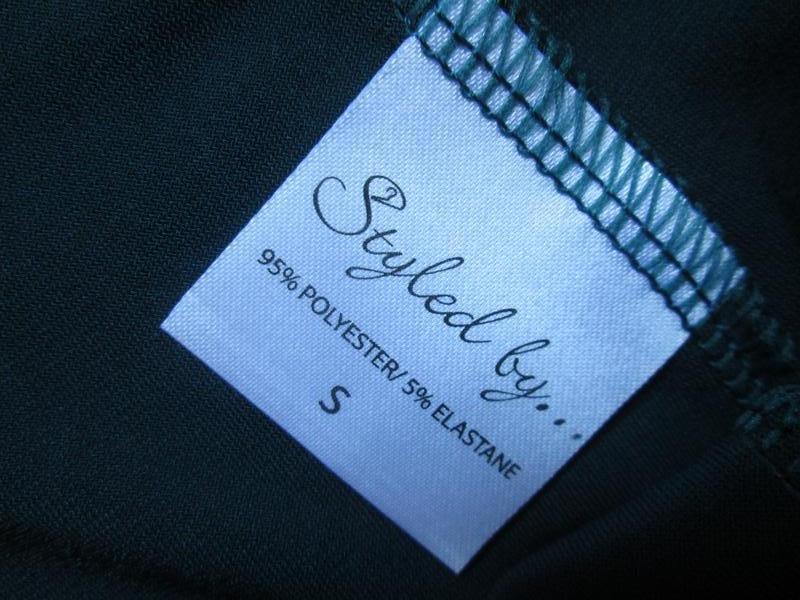 Styled by...
95% POLYESTER/ 5% ELASTANE
S